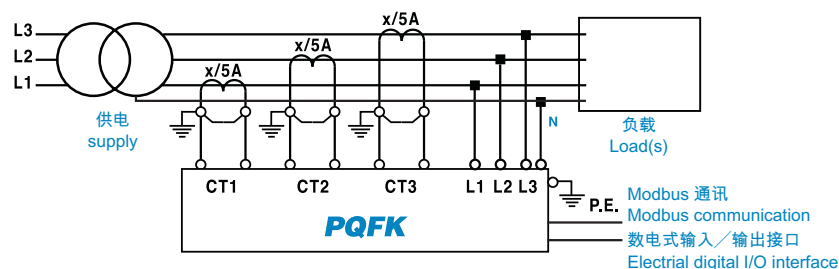 L3
L2
L1
x/5A
x/5A
x/5A
供电
supply
N
负载
Load(s)
CT1 CT2 CT3 L1 L2 L3
P.E.
PQFK
Modbus 通讯
Modbus communication
数电式输入／输出接口
Electrial digital I/O interface